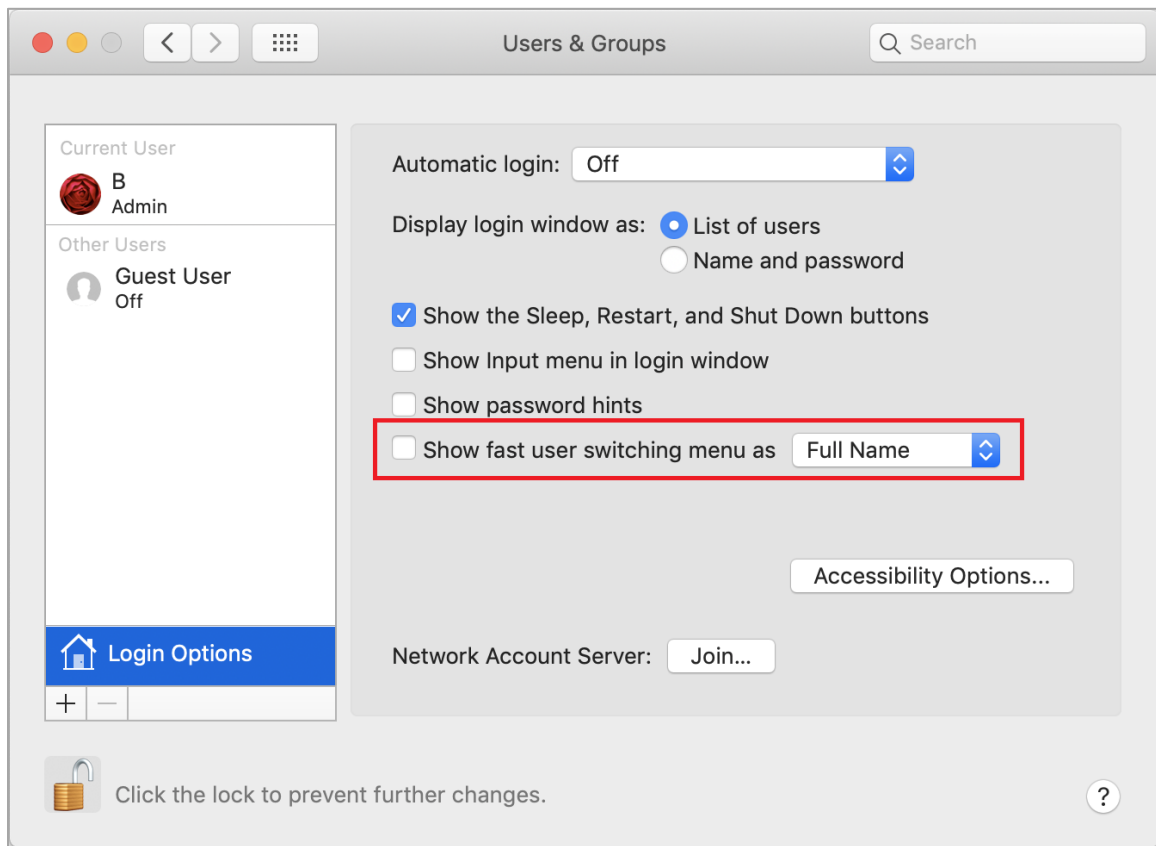 Users & Groups
Search
Current User
B
Admin
Other Users
Guest User
Off
Login Options
Automatic login: Off
Display login window as: List of users
Name and password
Show the Sleep, Restart, and Shut Down buttons
Show Input menu in login window
Show password hints
Show fast user switching menu as Full Name
Accessibility Options...
Network Account Server: Join...
Click the lock to prevent further changes.
?